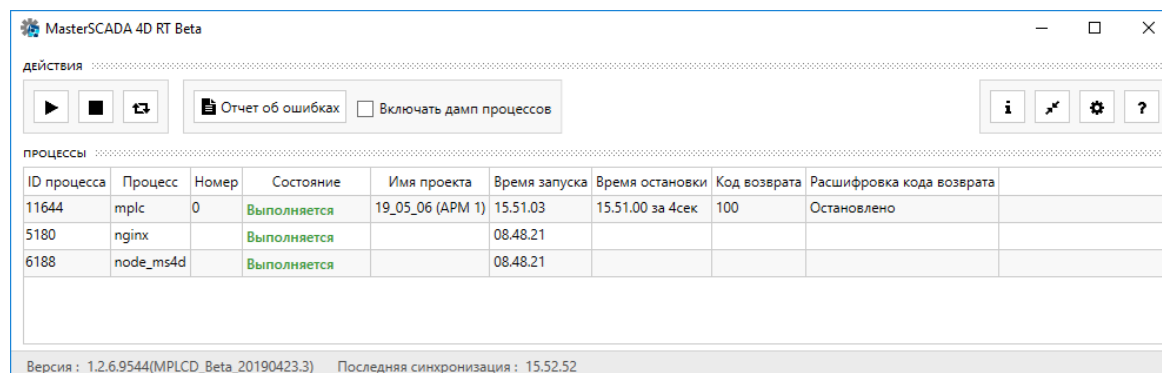 MasterSCADA 4D RT Beta
ДЕЙСТВИЯ
Отчет об ошибках Включать дамп процессов
ПРОЦЕССЫ
ID процесса Процесс Номер Состояние Имя проекта Время запуска Время остановки Код возврата Расшифровка кода возврата
11644 mplc 0 Выполняется 19_05_06 (АРМ 1) 15.51.03 15.51.00 за 4сек 100 Остановлено
5180 nginx Выполняется 08.48.21
6188 node_ms4d Выполняется 08.48.21
Версия : 1.2.6.9544(MPLCD_Beta_20190423.3) Последняя синхронизация : 15.52.52